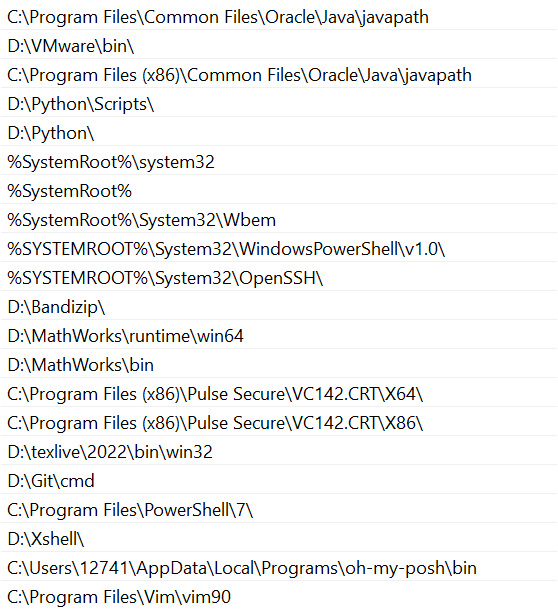 C:\Program Files\Common Files\Oracle\Java\javapath
D:\VMware\bin\
C:\Program Files (x86)\Common Files\Oracle\Java\javapath
D:\Python\Scripts\
D:\Python\
%SystemRoot%\system32
%SystemRoot%
%SystemRoot%\System32\Wbem
%SYSTEMROOT%\System32\WindowsPowerShell\v1.0\
%SYSTEMROOT%\System32\OpenSSH\
D:\Bandizip\
D:\MathWorks\runtime\win64
D:\MathWorks\bin
C:\Program Files (x86)\Pulse Secure\VC142.CRT\X64\
C:\Program Files (x86)\Pulse Secure\VC142.CRT\X86\
D:\texlive\2022\bin\win32
D:\Git\cmd
C:\Program Files\PowerShell\7\
D:\Xshell\
C:\Users\12741\AppData\Local\Programs\oh-my-posh\bin
C:\Program Files\Vim\vim90